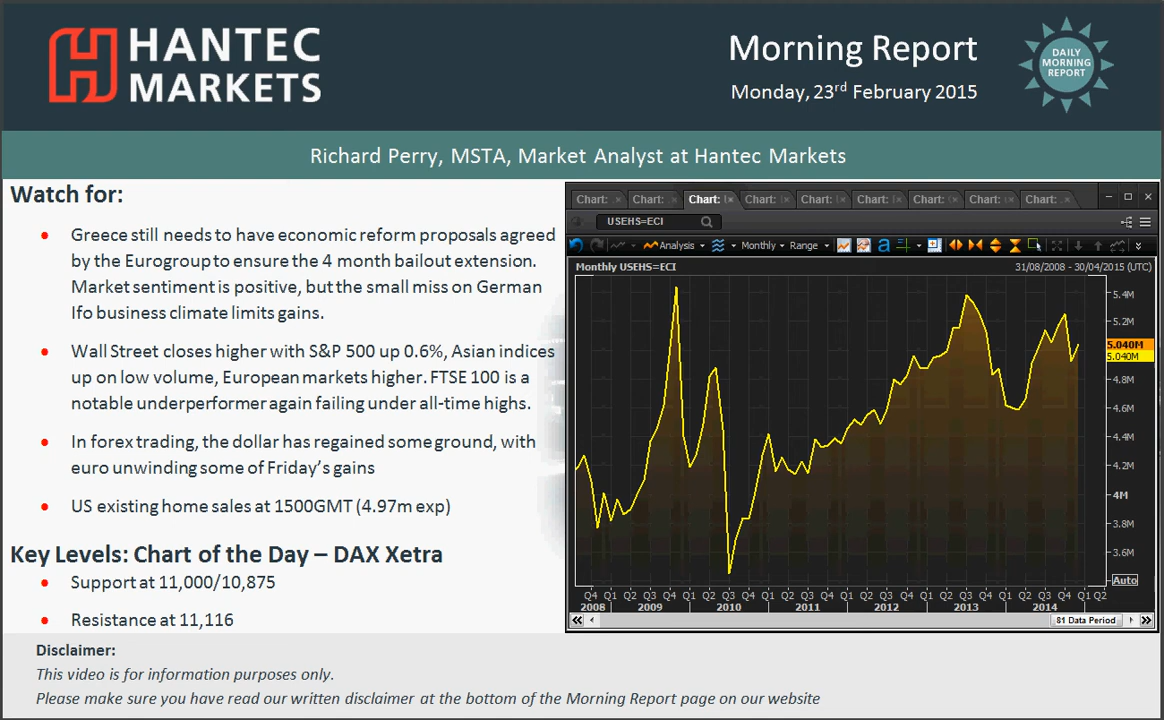 HANTEC
MARKETS
Morning Report
Monday, 23rd February 2015
DAILY
MORNING
REPORT
Richard Perry, MSTA, Market Analyst at Hantec Markets
Watch for:
Greece still needs to have economic reform proposals agreed
by the Eurogroup to ensure the 4 month bailout extension.
Market sentiment is positive, but the small miss on German
Ifo business climate limits gains.
Wall Street closes higher with S&P 500 up 0.6%, Asian indices
up on low volume, European markets higher. FTSE 100 is a
notable underperformer again failing under all-time highs.
In forex trading, the dollar has regained some ground, with
euro unwinding some of Friday's gains
US existing home sales at 1500GMT (4.97m exp)
Key Levels: Chart of the Day – DAX Xetra
Support at 11,000/10,875
Resistance at 11,116
Chart: Chart: Chart: Chart: Chart: Chart: Chart: Chart: Chart:
USEHS=ECI
Analysis Monthly Range
Monthly USEHS=ECI 31/08/2008 - 30/04/2015 (UTC)
5.4M
5.2M
5.040M
5.040M
4.8M
4.6M
4.4M
4.2M
4M
3.8M
3.6M
Auto
Q4 Q1 Q2 Q3 Q4 Q1 Q2 Q3 Q4 Q1 Q2 Q3 Q4 Q1 Q2 Q3 Q4 Q1 Q2 Q3 Q4 Q1 Q2 Q3 Q4 Q1 Q2
2008 2009 2010 2011 2012 2013 2014
81 Data Period
Disclaimer:
This video is for information purposes only.
Please make sure you have read our written disclaimer at the bottom of the Morning Report page on our website